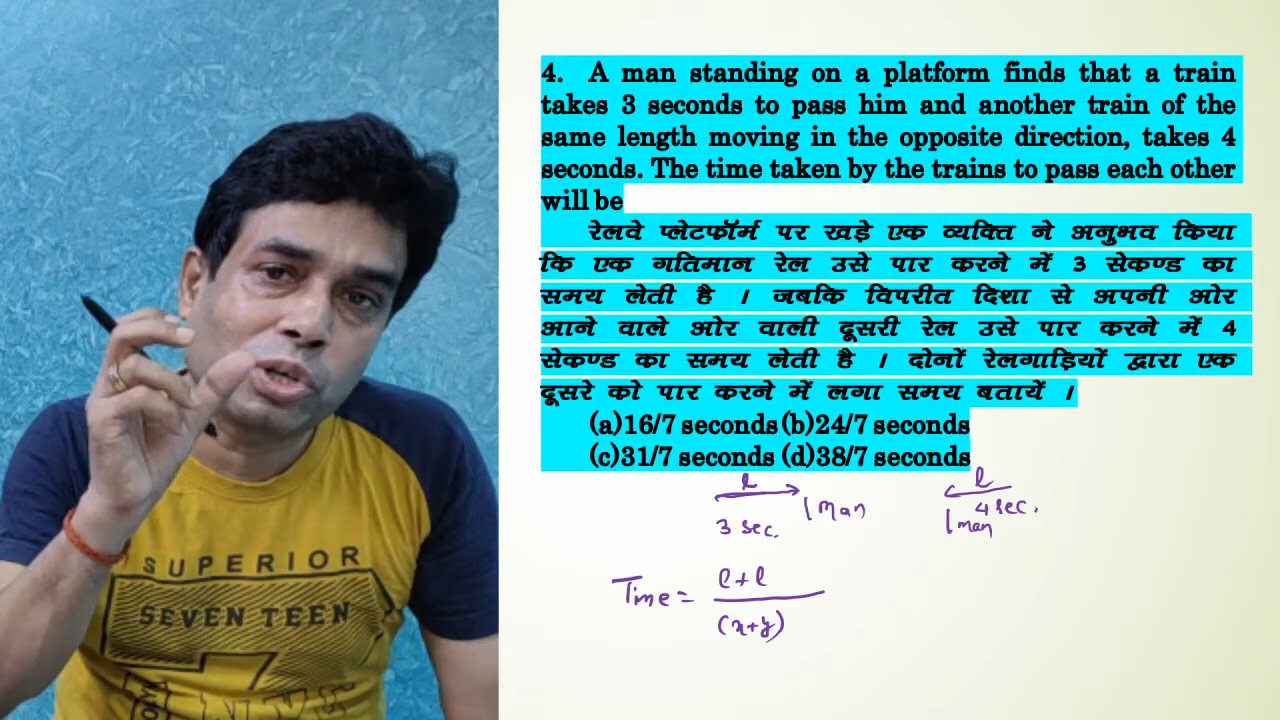 4. A man standing on a platform finds that a train
takes 3 seconds to pass him and another train of the
same length moving in the opposite direction, takes 4
seconds. The time taken by the trains to pass each other
will be
रेलवे प्लेटफॉर्म पर खड़े एक व्यक्ति ने अनुभव किया
कि एक गतिमान रेल उसे पार करने में 3 सेकण्ड का
समय लेती है । जबकि विपरीत दिशा से अपनी ओर
आने वाले ओर वाली दूसरी रेल उसे पार करने में 4
सेकण्ड का समय लेती है । दोनों रेलगाड़ियों द्वारा एक
दूसरे को पार करने में लगा समय बतायें ।
(a)16/7 seconds (b)24/7 seconds
(c)31/7 seconds (d)38/7 seconds
l l
3 sec. Man 4 sec.
man
Time = l+l
(x+y)
SUPERIOR
SEVEN TEEN